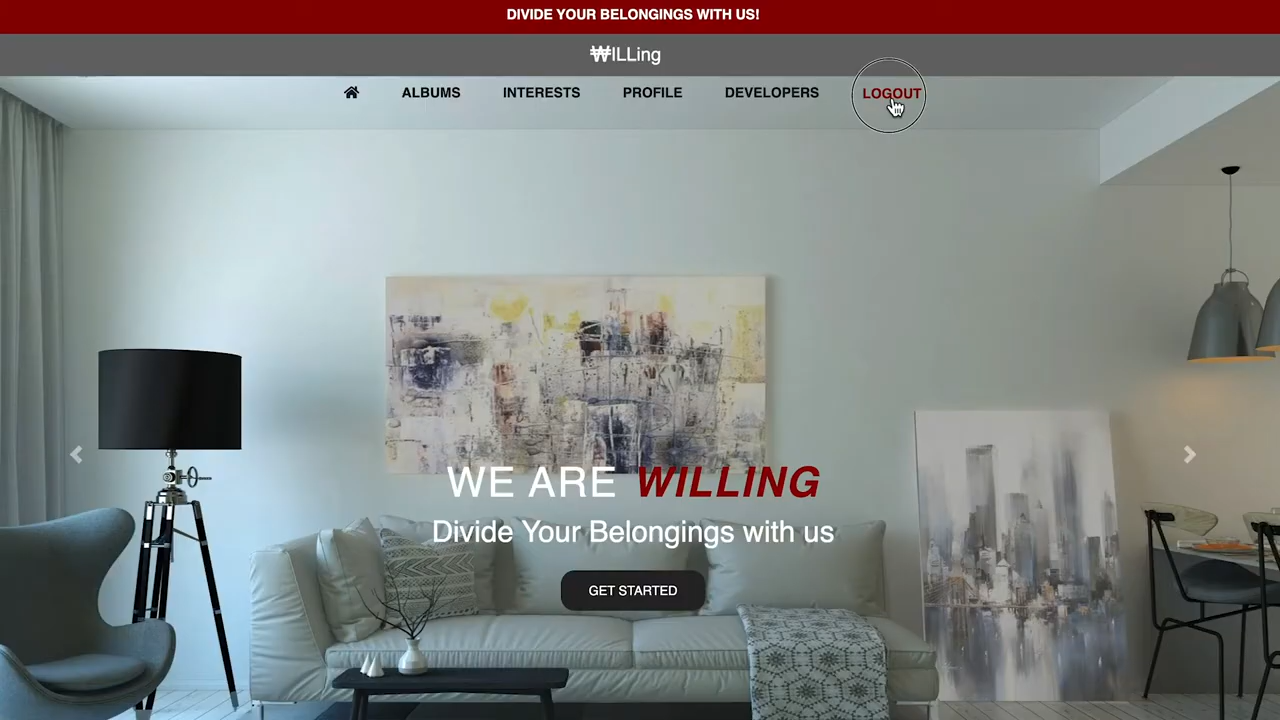 DIVIDE YOUR BELONGINGS WITH US!
₩ILLing
ALBUMS INTERESTS PROFILE DEVELOPERS LOGOUT
WE ARE WILLING
Divide Your Belongings with us
GET STARTED